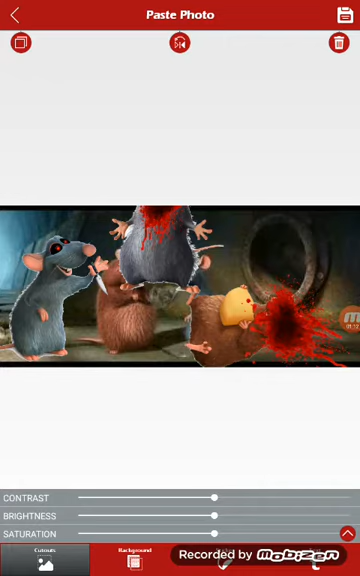 Paste Photo
CONTRAST
BRIGHTNESS
SATURATION
Cutouts
Background
Recorded by mobizen